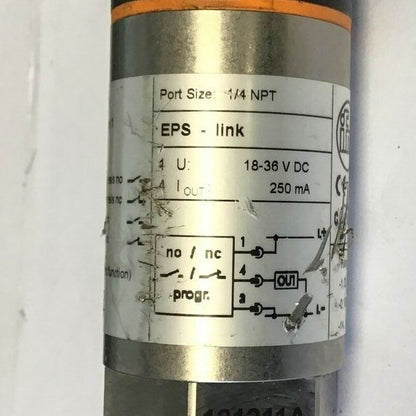 Port Size: 1/4 NPT
EPS - link
U: 18-36 V DC
I OUT: 250 mA
no / nc
progr.
1
4
3
OU1
L+
L-
function)